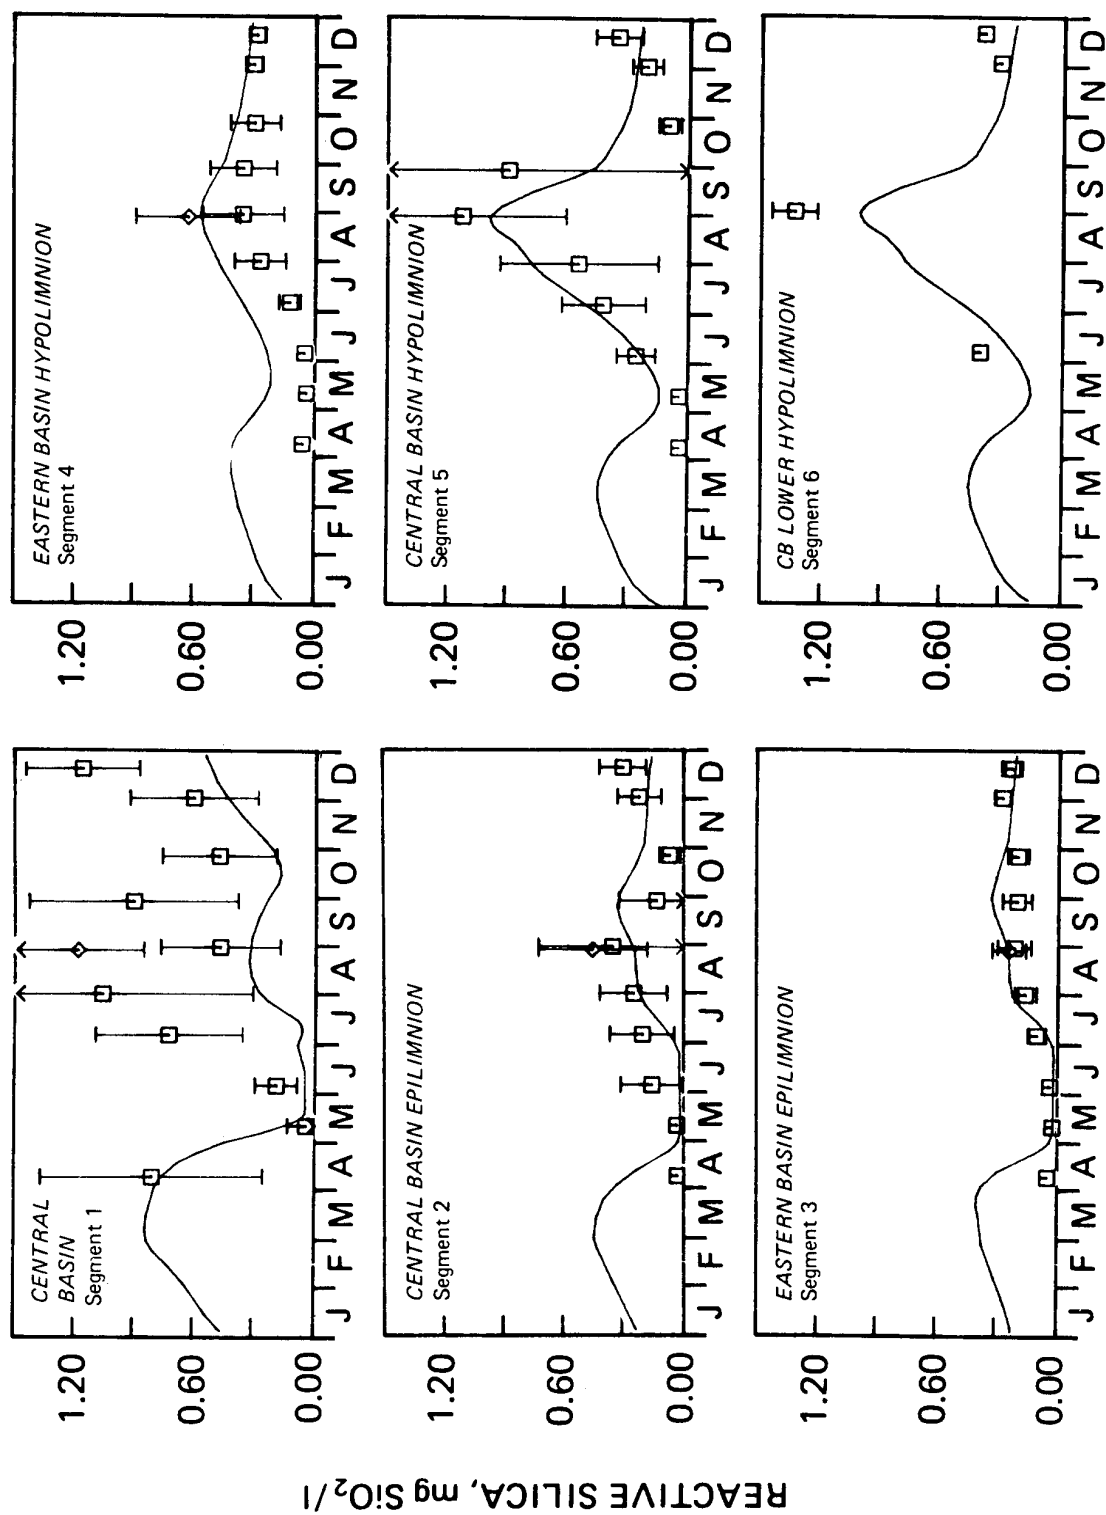 REACTIVE SILICA, mg SiO₂/l
CENTRAL
BASIN
Segment 1
1.20
0.60
0.00
J F M A M J J A S O N D
EASTERN BASIN HYPOLIMNION
Segment 4
1.20
0.60
0.00
J F M A M J J A S O N D
CENTRAL BASIN EPILIMNION
Segment 2
1.20
0.60
0.00
J F M A M J J A S O N D
CENTRAL BASIN HYPOLIMNION
Segment 5
1.20
0.60
0.00
J F M A M J J A S O N D
EASTERN BASIN EPILIMNION
Segment 3
1.20
0.60
0.00
J F M A M J J A S O N D
CB LOWER HYPOLIMNION
Segment 6
1.20
0.60
0.00
J F M A M J J A S O N D